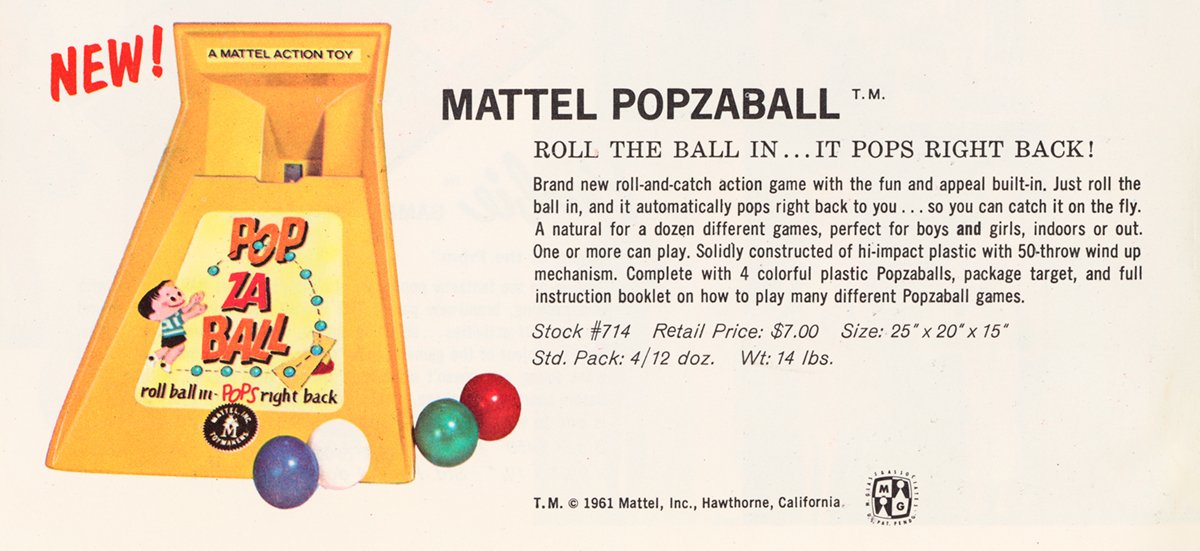 NEW!
A MATTEL ACTION TOY
POP
ZA
BALL
roll ball in - POPS right back
MATTEL, INC.
M
TOYMAKERS
MATTEL POPZABALL T.M.
ROLL THE BALL IN...IT POPS RIGHT BACK!
Brand new roll-and-catch action game with the fun and appeal built-in. Just roll the
ball in, and it automatically pops right back to you...so you can catch it on the fly.
A natural for a dozen different games, perfect for boys and girls, indoors or out.
One or more can play. Solidly constructed of hi-impact plastic with 50-throw wind up
mechanism. Complete with 4 colorful plastic Popzaballs, package target, and full
instruction booklet on how to play many different Popzaball games.
Stock #714 Retail Price: $7.00 Size: 25" x 20" x 15"
Std. Pack: 4/12 doz. Wt: 14 lbs.
T.M. © 1961 Mattel, Inc., Hawthorne, California.
M
G